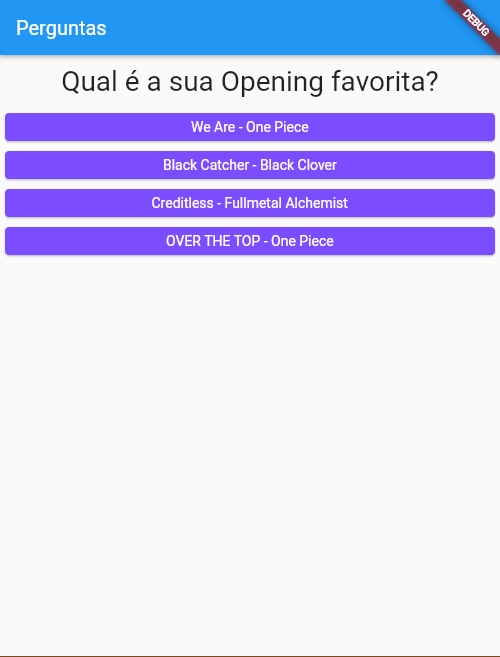 Perguntas
DEBUG
Qual é a sua Opening favorita?
We Are - One Piece
Black Catcher - Black Clover
Creditless - Fullmetal Alchemist
OVER THE TOP - One Piece